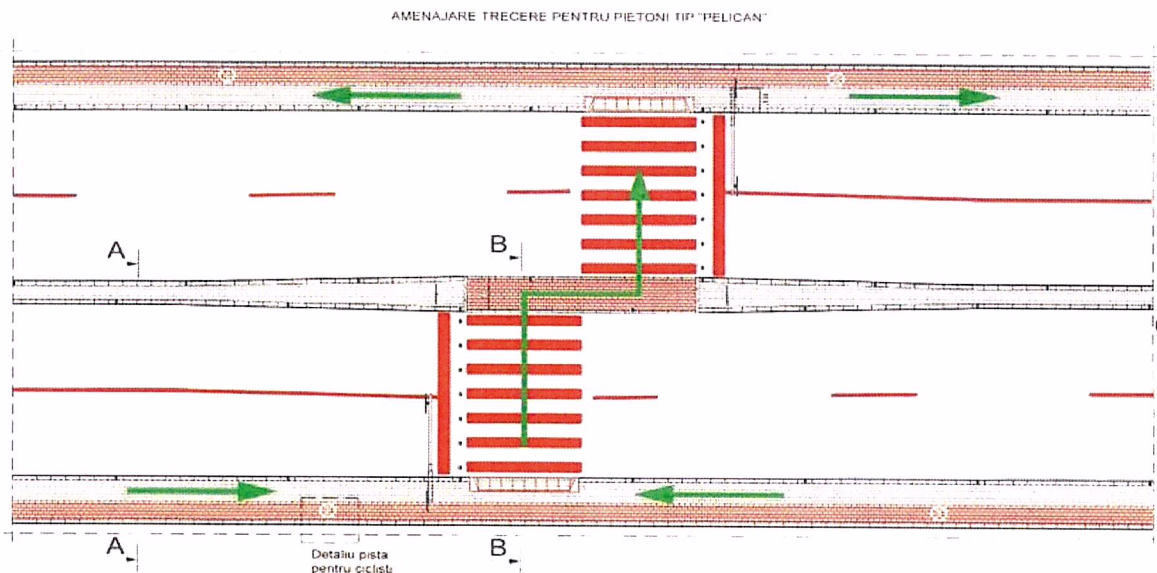 AMENAJARE TRECERE PENTRU PIETONI TIP "PELICAN"
A
B
A
B
Detaliu pista
pentru ciclisti